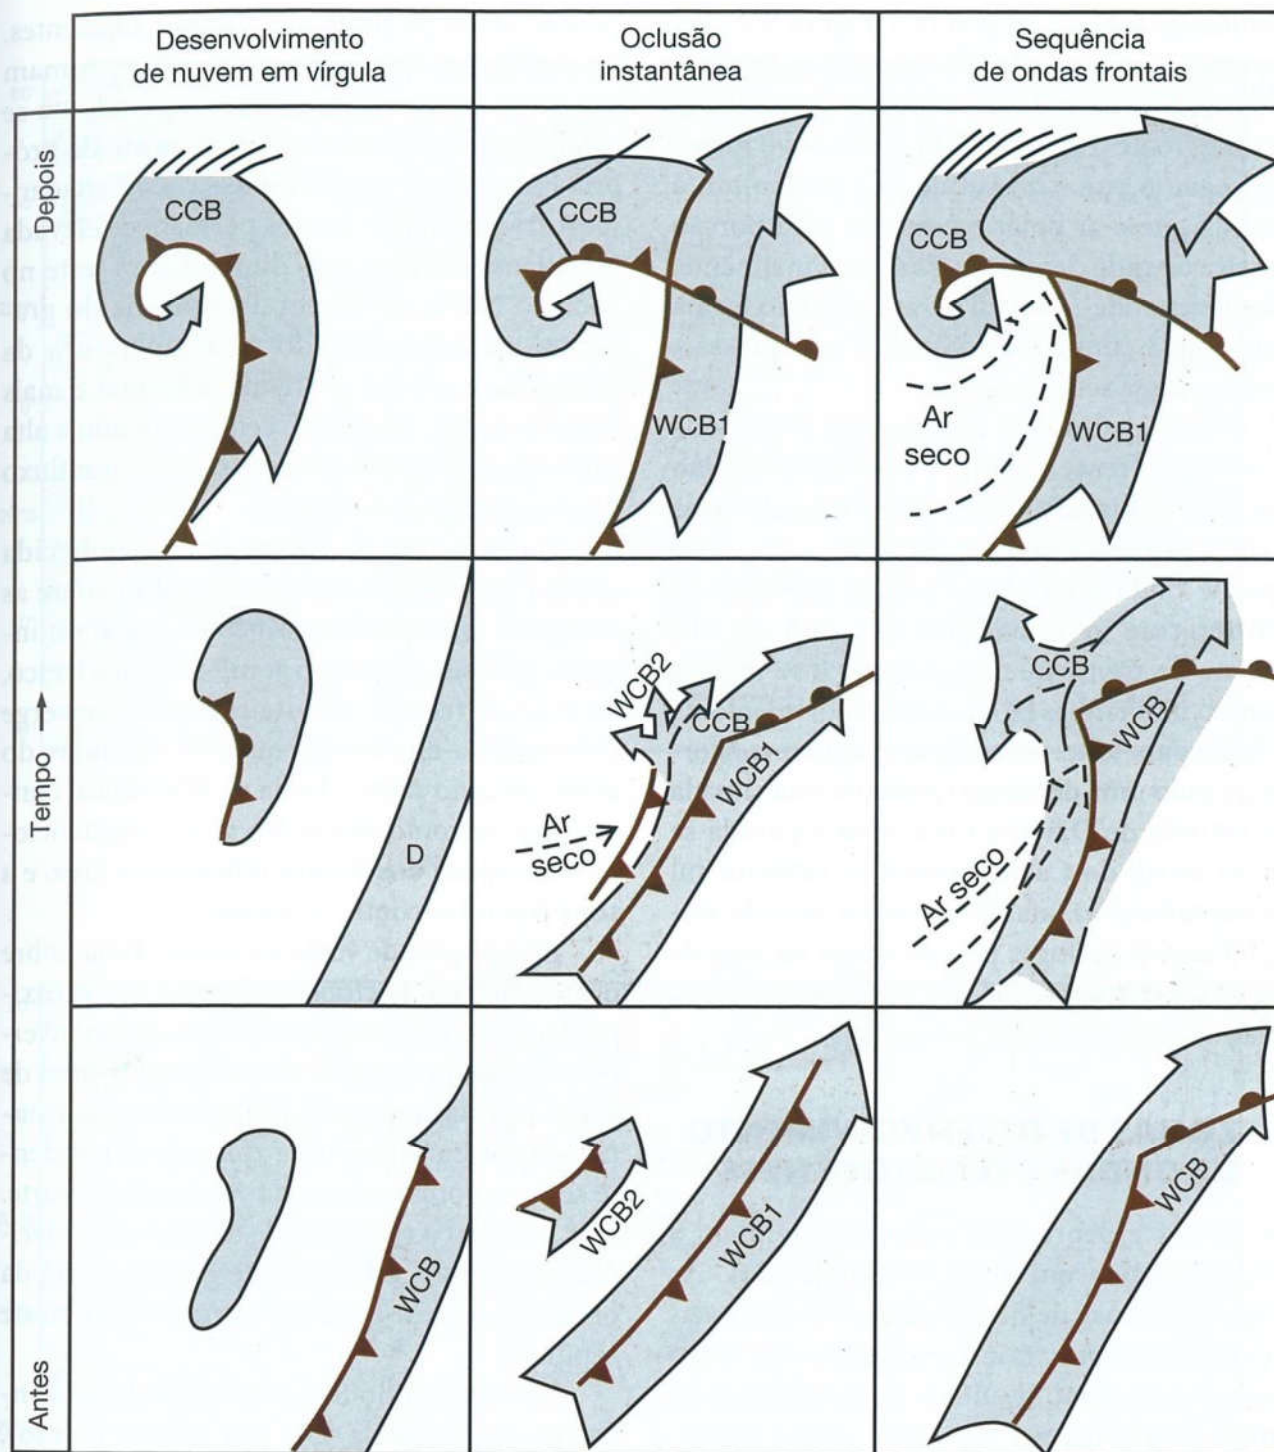 Desenvolvimento
de nuvem em vírgula
Oclusão
instantânea
Sequência
de ondas frontais
Depois
CCB
CCB
WCB1
CCB
Ar
seco
WCB1
Tempo
D
WCB2
CCB
WCB1
Ar
seco
CCB
WCB
Ar seco
Antes
WCB
WCB2
WCB1
WCB